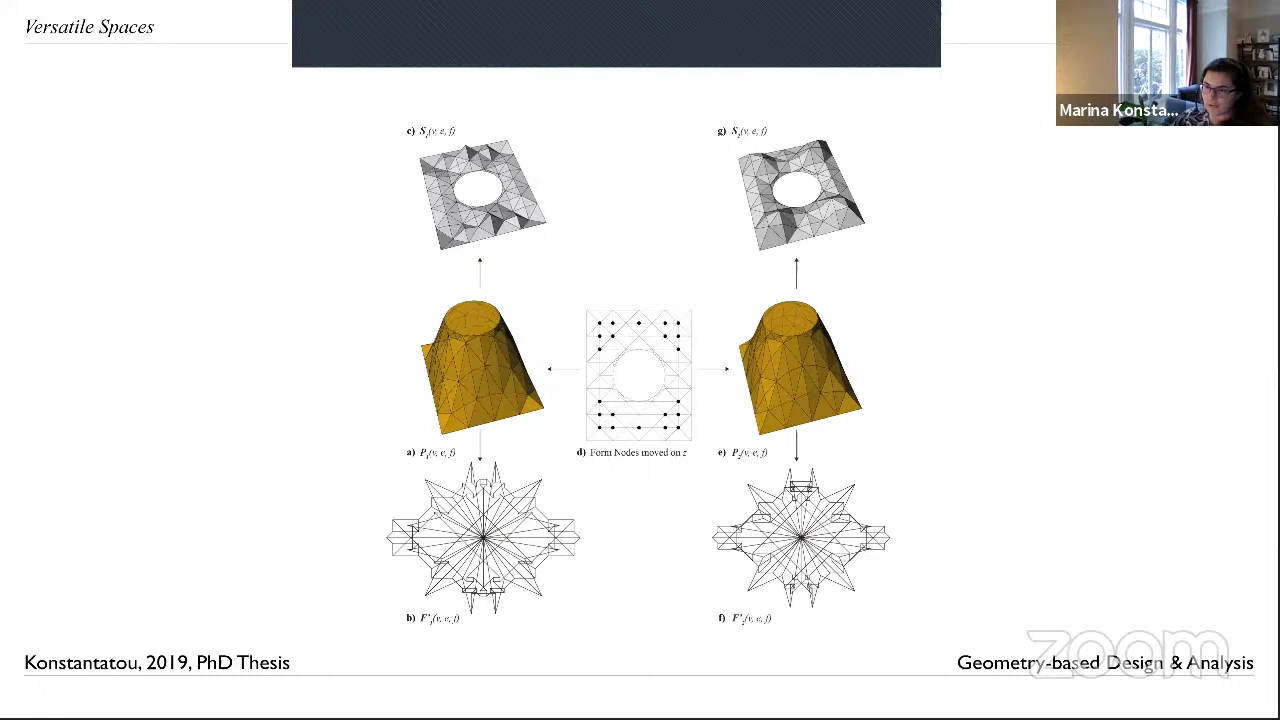 Versatile Spaces
Marina Konsta...
c) S₁(v, e, f)
g) S₂(v, e, f)
a) P₁(v, e, f)
d) Form Nodes moved on z
e) P₂(v, e, f)
b) F*₁(v, e, f)
f) F*₂(v, e, f)
zoom
Konstantatou, 2019, PhD Thesis
Geometry-based Design & Analysis